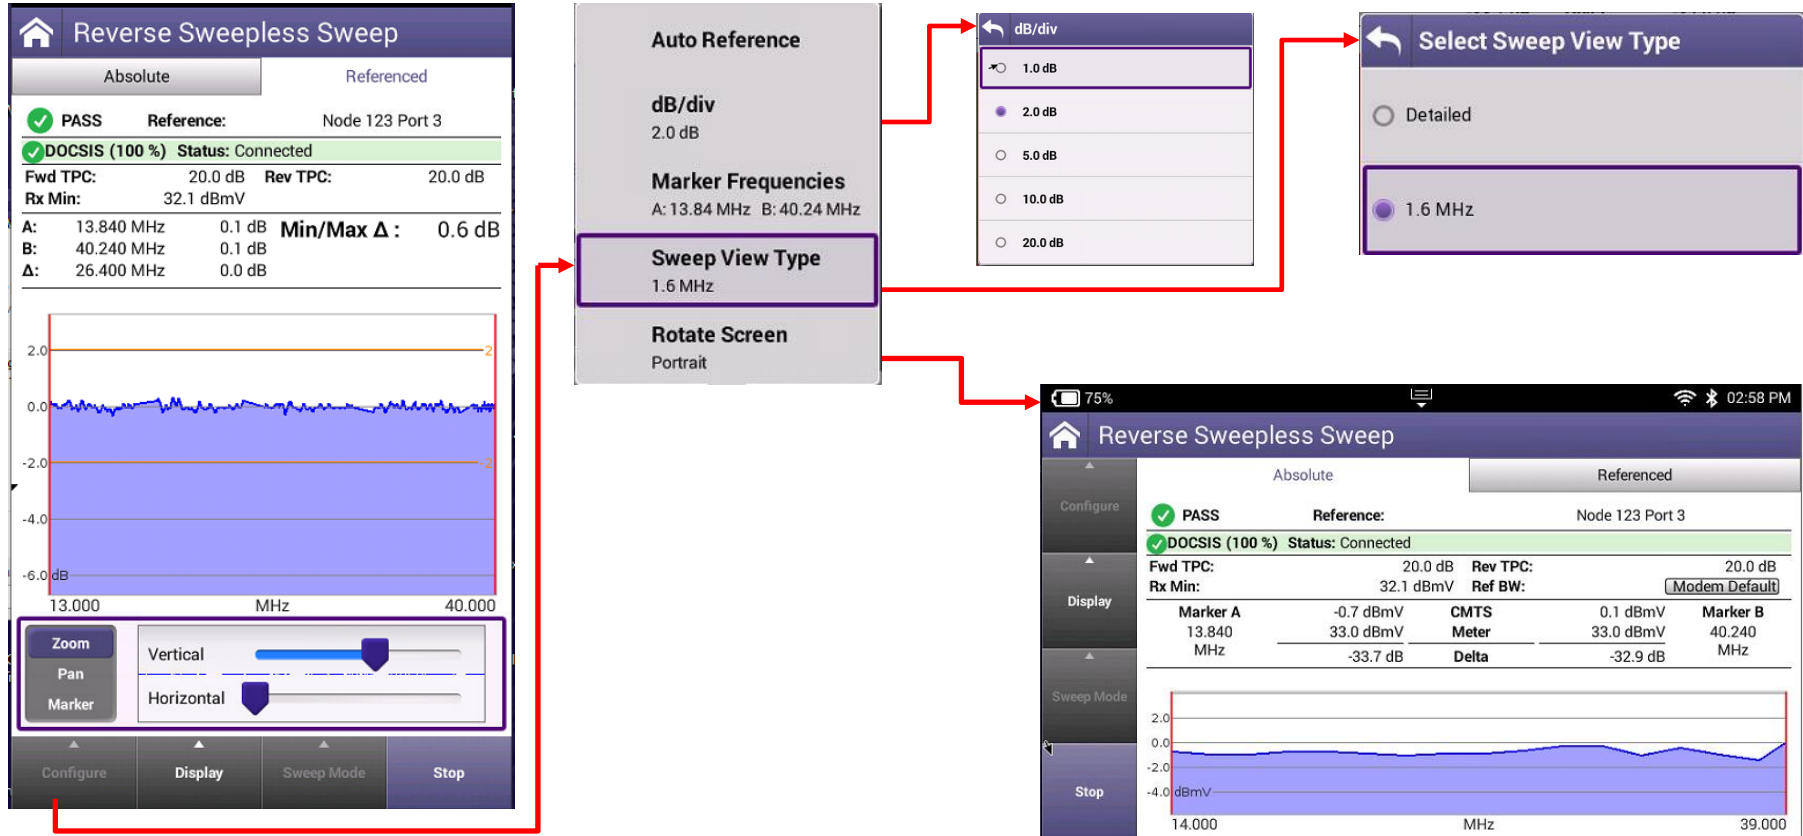 Reverse Sweepless Sweep
Absolute Referenced
PASS Reference: Node 123 Port 3
DOCSIS (100 %) Status: Connected
Fwd TPC: 20.0 dB Rev TPC: 20.0 dB
Rx Min: 32.1 dBmV
A: 13.840 MHz 0.1 dB Min/Max Δ : 0.6 dB
B: 40.240 MHz 0.1 dB
Δ: 26.400 MHz 0.0 dB
2.0 2
0.0
-2.0 -2
-4.0
-6.0 dB
13.000 MHz 40.000
Zoom
Pan
Marker
Vertical
Horizontal
Configure Display Sweep Mode Stop
Auto Reference
dB/div
2.0 dB
Marker Frequencies
A: 13.84 MHz B: 40.24 MHz
Sweep View Type
1.6 MHz
Rotate Screen
Portrait
dB/div
1.0 dB
2.0 dB
5.0 dB
10.0 dB
20.0 dB
Select Sweep View Type
Detailed
1.6 MHz
75% 02:58 PM
Reverse Sweepless Sweep
Configure
Display
Sweep Mode
Stop
Absolute Referenced
PASS Reference: Node 123 Port 3
DOCSIS (100 %) Status: Connected
Fwd TPC: 20.0 dB Rev TPC: 20.0 dB
Rx Min: 32.1 dBmV Ref BW: Modem Default
Marker A -0.7 dBmV CMTS 0.1 dBmV Marker B
13.840 33.0 dBmV Meter 33.0 dBmV 40.240
MHz -33.7 dB Delta -32.9 dB MHz
2.0
0.0
-2.0
-4.0 dBmV
14.000 MHz 39.000